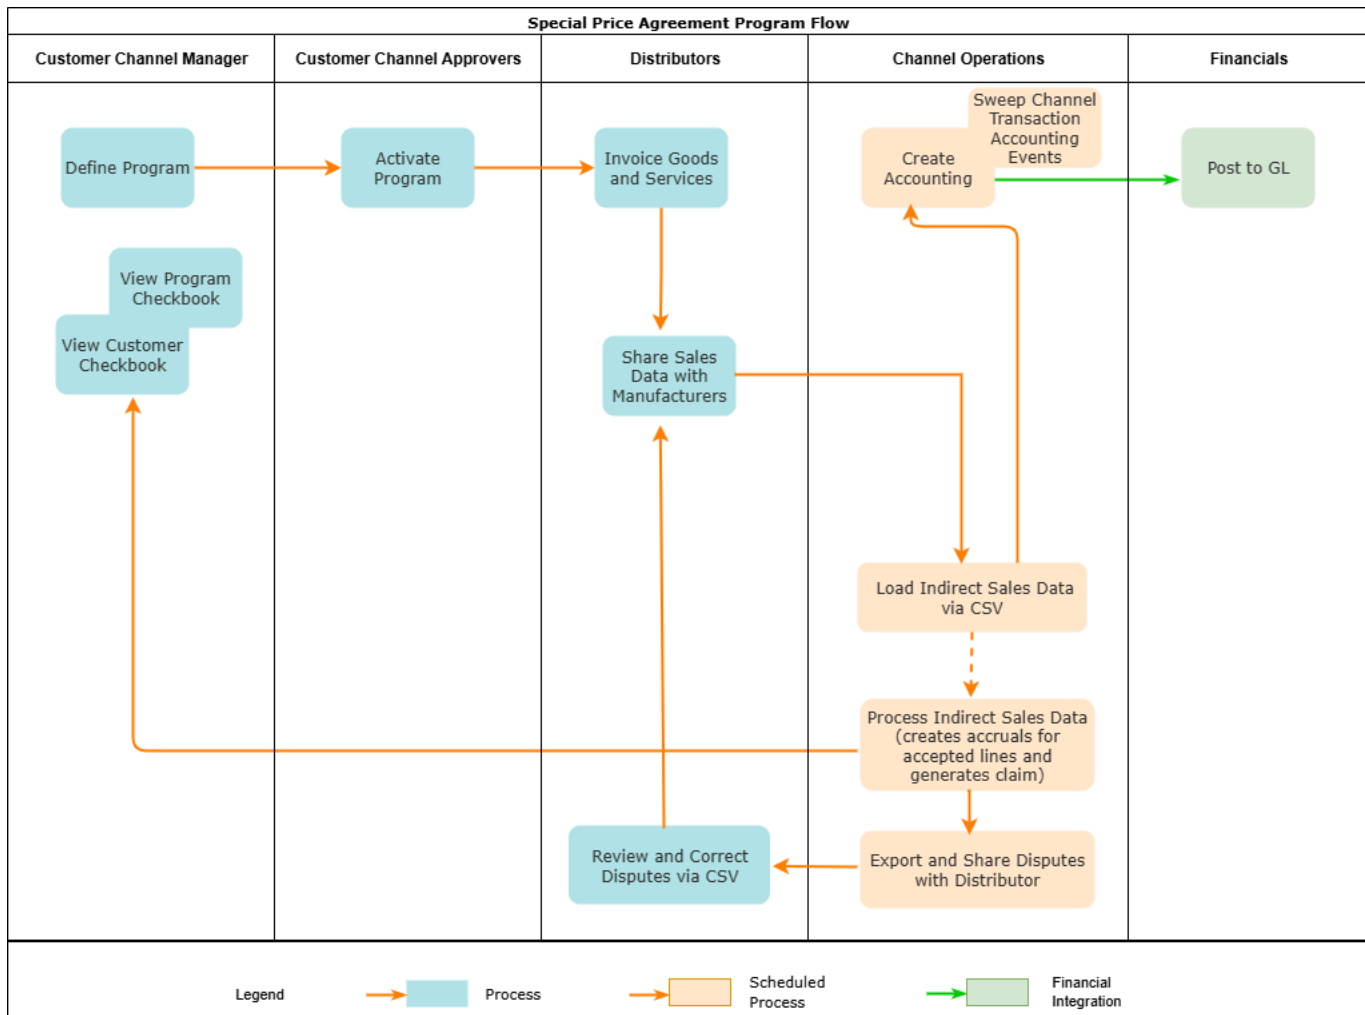 Special Price Agreement Program Flow
Customer Channel Manager
Customer Channel Approvers
Distributors
Channel Operations
Financials
Define Program
Activate
Program
Invoice Goods
and Services
Create
Accounting
Sweep Channel
Transaction
Accounting
Events
Post to GL
View Program
Checkbook
View Customer
Checkbook
Share Sales
Data with
Manufacturers
Load Indirect Sales Data
via CSV
Process Indirect Sales Data
(creates accruals for
accepted lines and
generates claim)
Review and Correct
Disputes via CSV
Export and Share Disputes
with Distributor
Legend
Process
Scheduled
Process
Financial
Integration